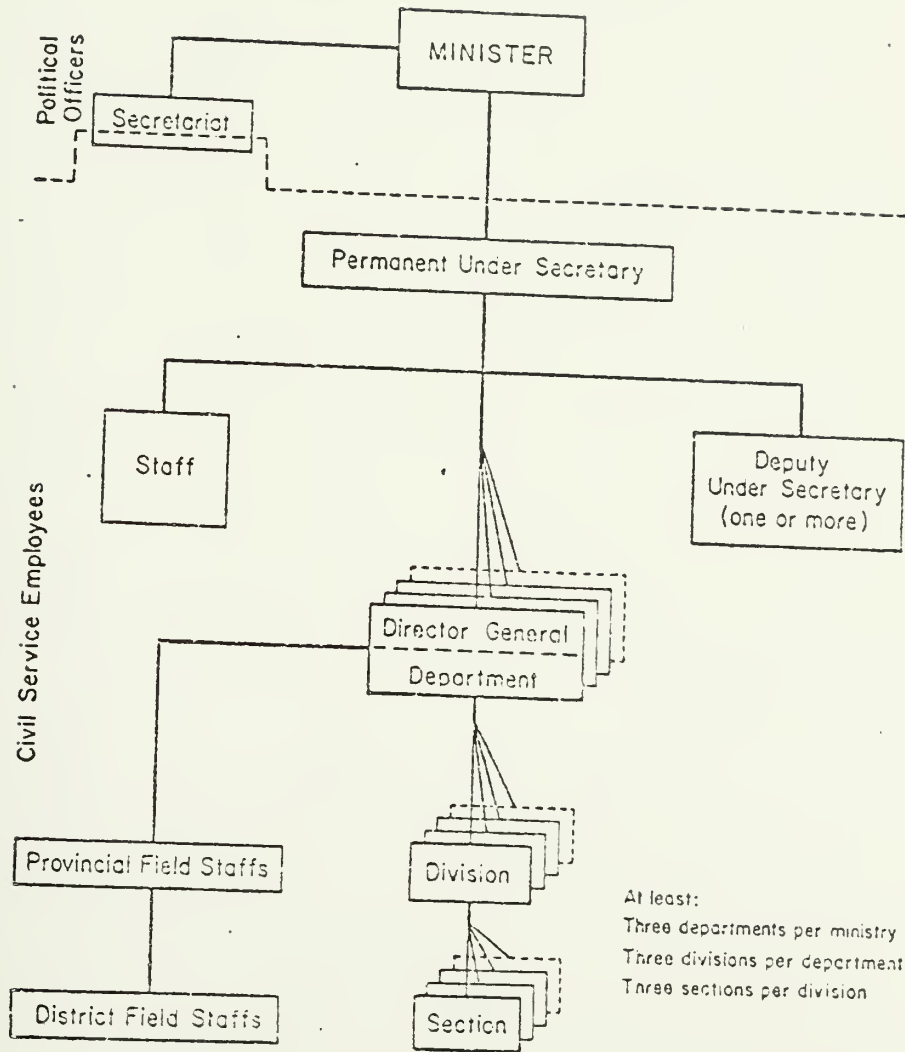 Political
Officers
MINISTER
Secretariat
Permanent Under Secretary
Staff
Deputy
Under Secretary
(one or more)
Civil Service Employees
Director General
Department
Provincial Field Staffs
Division
At least:
Three departments per ministry
Three divisions per department
Three sections per division
District Field Staffs
Section